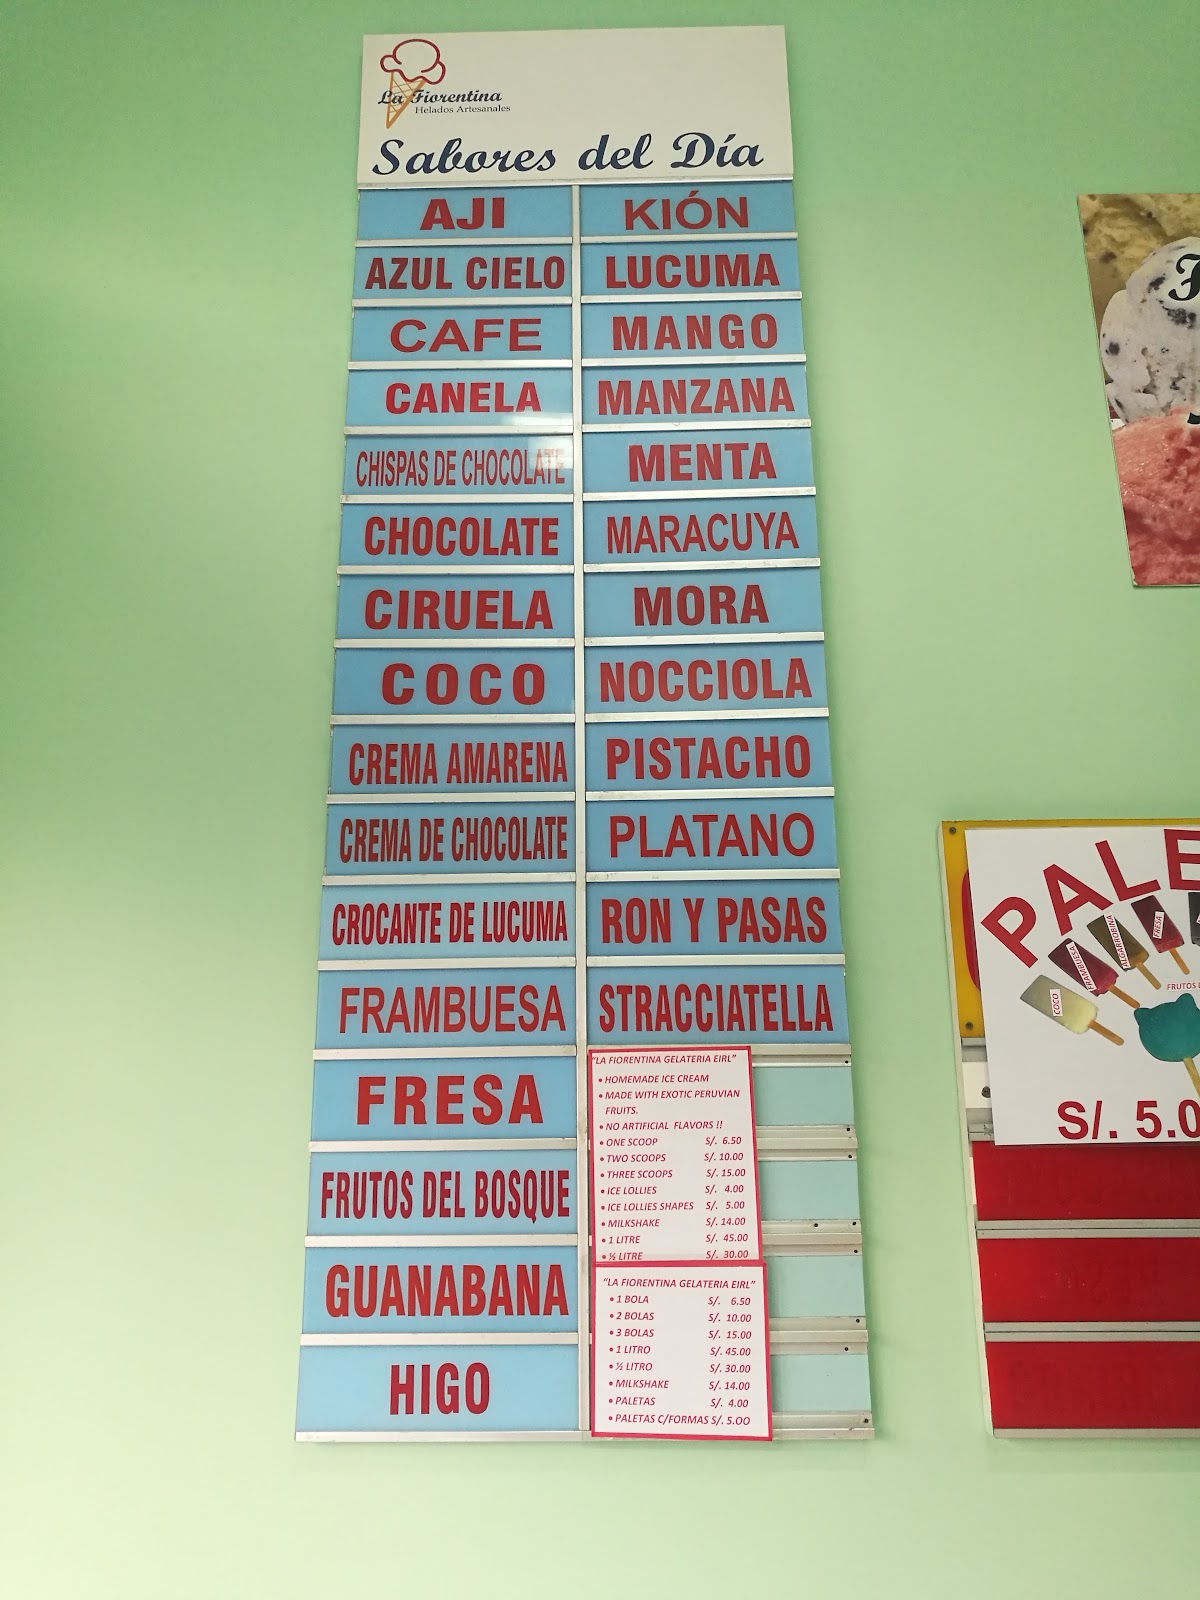 La Fiorentina
Helados Artesanales
Sabores del Día
AJI
AZUL CIELO
CAFE
CANELA
CHISPAS DE CHOCOLATE
CHOCOLATE
CIRUELA
COCO
CREMA AMARENA
CREMA DE CHOCOLATE
CROCANTE DE LUCUMA
FRAMBUESA
FRESA
FRUTOS DEL BOSQUE
GUANABANA
HIGO
KIÓN
LUCUMA
MANGO
MANZANA
MENTA
MARACUYA
MORA
NOCCIOLA
PISTACHO
PLATANO
RON Y PASAS
STRACCIATELLA
"LA FIORENTINA GELATERIA EIRL"
• HOMEMADE ICE CREAM
• MADE WITH EXOTIC PERUVIAN
FRUITS.
• NO ARTIFICIAL FLAVORS !!
• ONE SCOOP S/. 6.50
• TWO SCOOPS S/. 10.00
• THREE SCOOPS S/. 15.00
• ICE LOLLIES S/. 4.00
• ICE LOLLIES SHAPES S/. 5.00
• MILKSHAKE S/. 14.00
• 1 LITRE S/. 45.00
• ½ LITRE S/. 30.00
"LA FIORENTINA GELATERIA EIRL"
• 1 BOLA S/. 6.50
• 2 BOLAS S/. 10.00
• 3 BOLAS S/. 15.00
• 1 LITRO S/. 45.00
• ½ LITRO S/. 30.00
• MILKSHAKE S/. 14.00
• PALETAS S/. 4.00
• PALETAS C/FORMAS S/. 5.OO
PALE
COCO
FRAMBUESA
ALGARROBINA
FRESA
FRUTOS
S/. 5.0